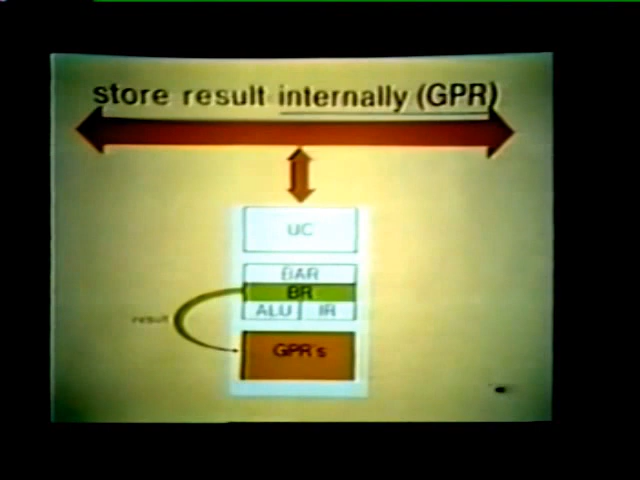 store result internally (GPR)
UC
BAR
BR
ALU IR
result
GPR's